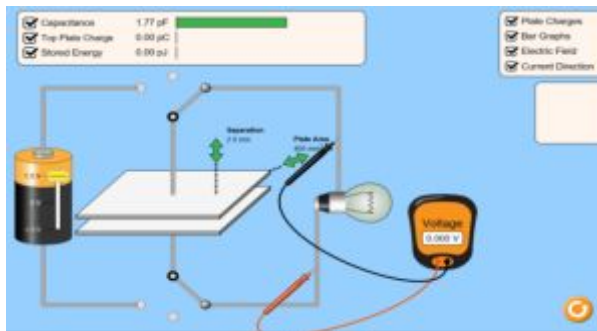 Capacitance 1.77 pF
Top Plate Charge 0.00 pC
Stored Energy 0.00 pJ
Plate Charges
Bar Graphs
Electric Field
Current Direction
Separation
Plate Area
Voltage
0.000 V